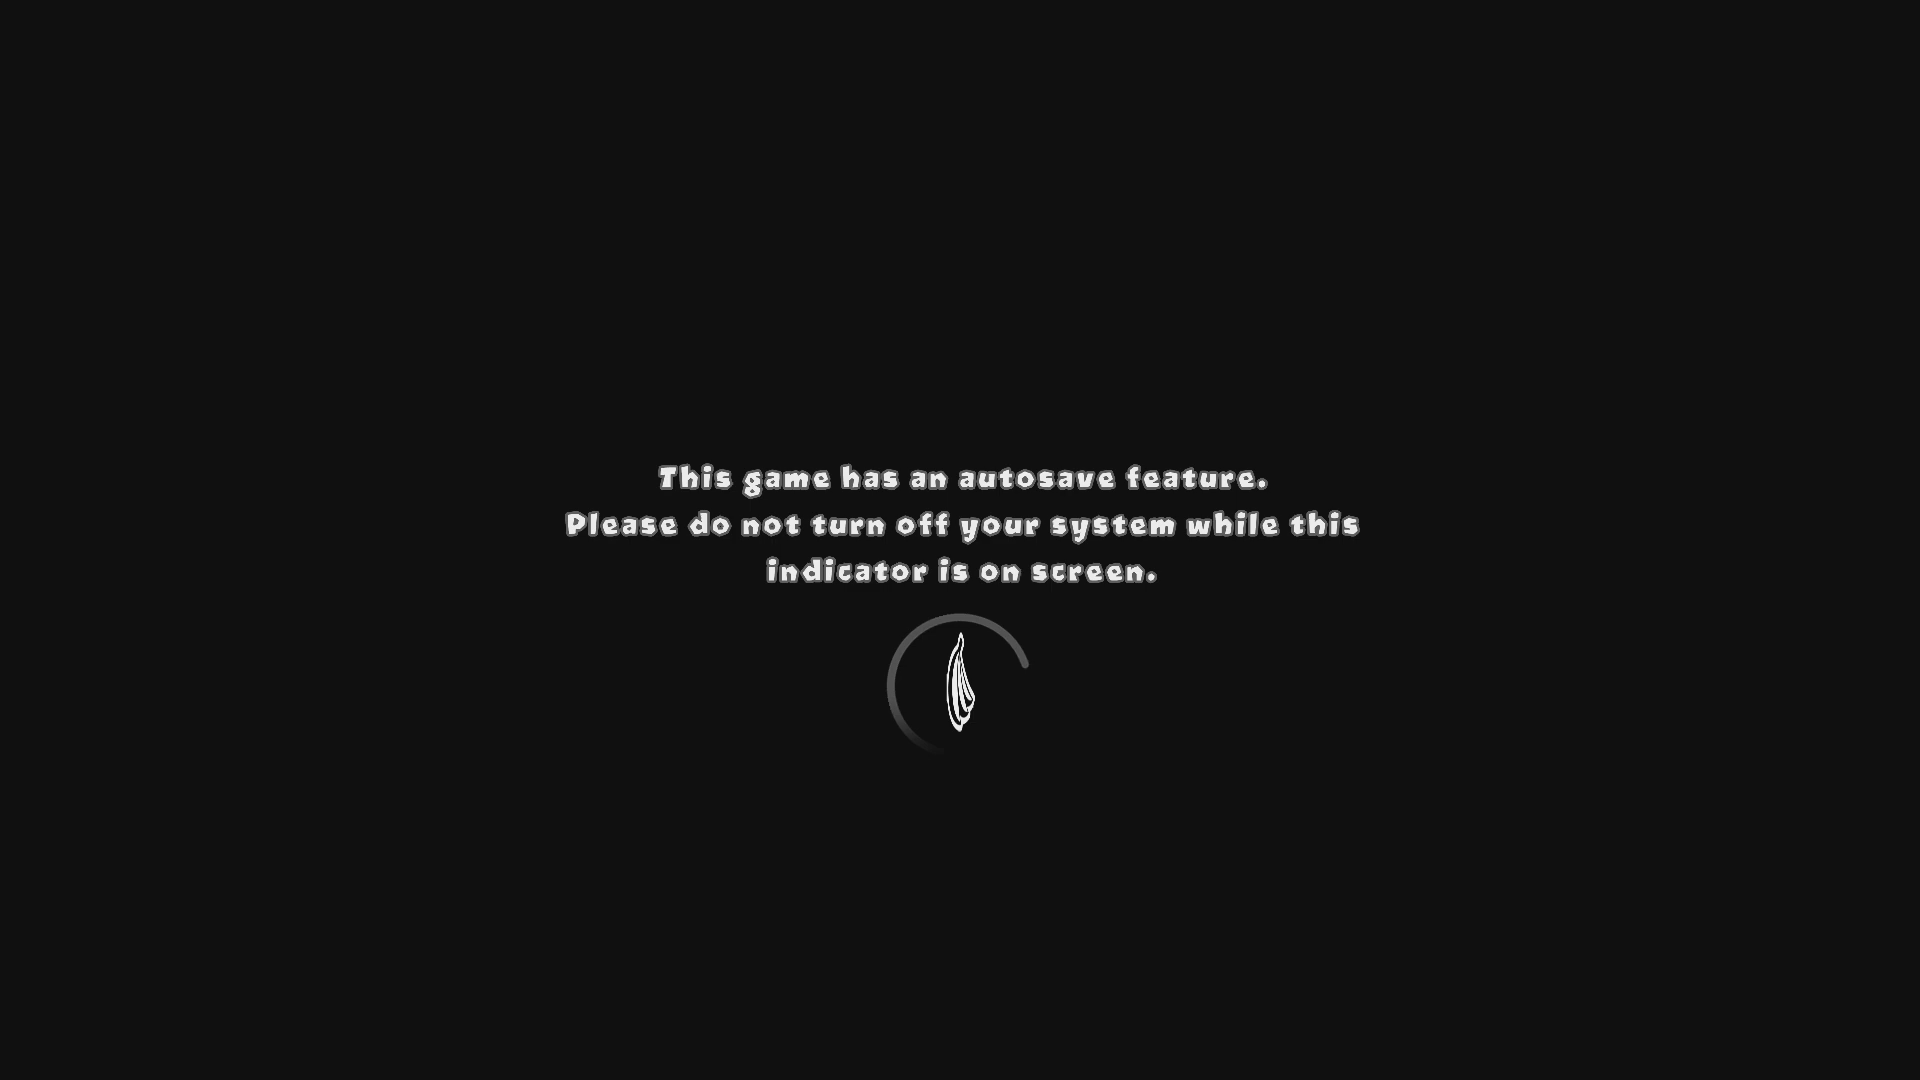 This game has an autosave feature.
Please do not turn off your system while this
indicator is on screen.